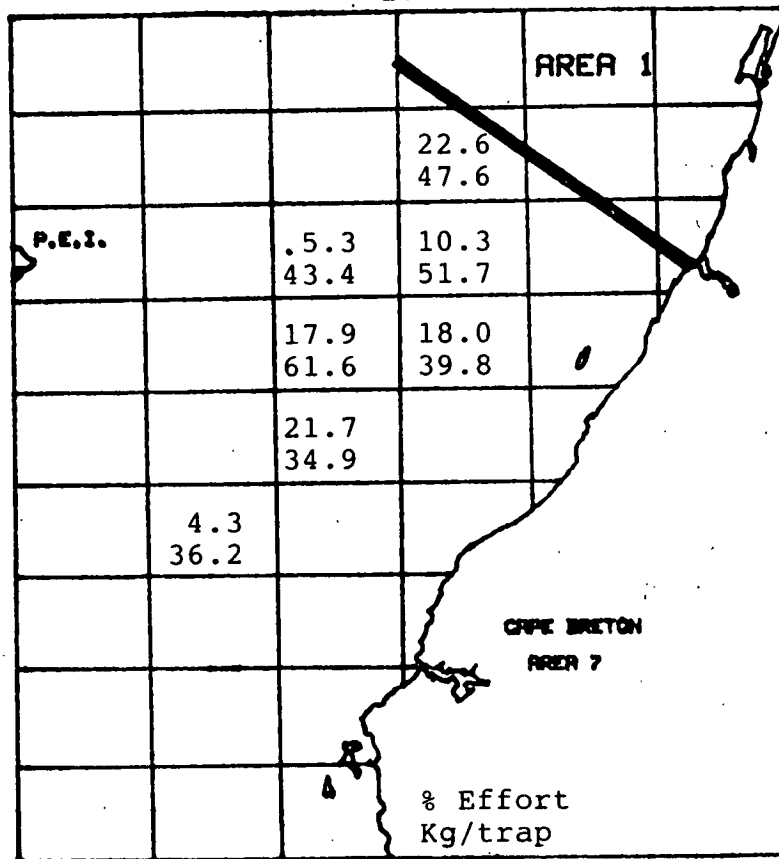 AREA 1
22.6
47.6
P.E.I.
.5.3
43.4
10.3
51.7
17.9
61.6
18.0
39.8
21.7
34.9
4.3
36.2
CAPE BRETON
AREA 7
% Effort
Kg/trap